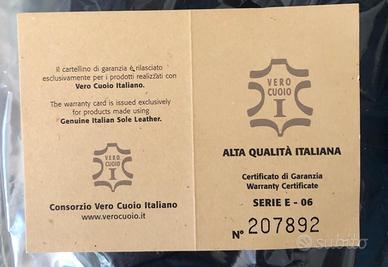 Il cartellino di garanzia è rilasciato
esclusivamente per i prodotti realizzati con
Vero Cuoio Italiano.
The warranty card is issued exclusively
for products made using
Genuine Italian Sole Leather.
VERO
CUOIO
I
Consorzio Vero Cuoio Italiano
www.verocuoio.it
VERO
CUOIO
I
ALTA QUALITÀ ITALIANA
Certificato di Garanzia
Warranty Certificate
SERIE E - 06
N° 207892
subito